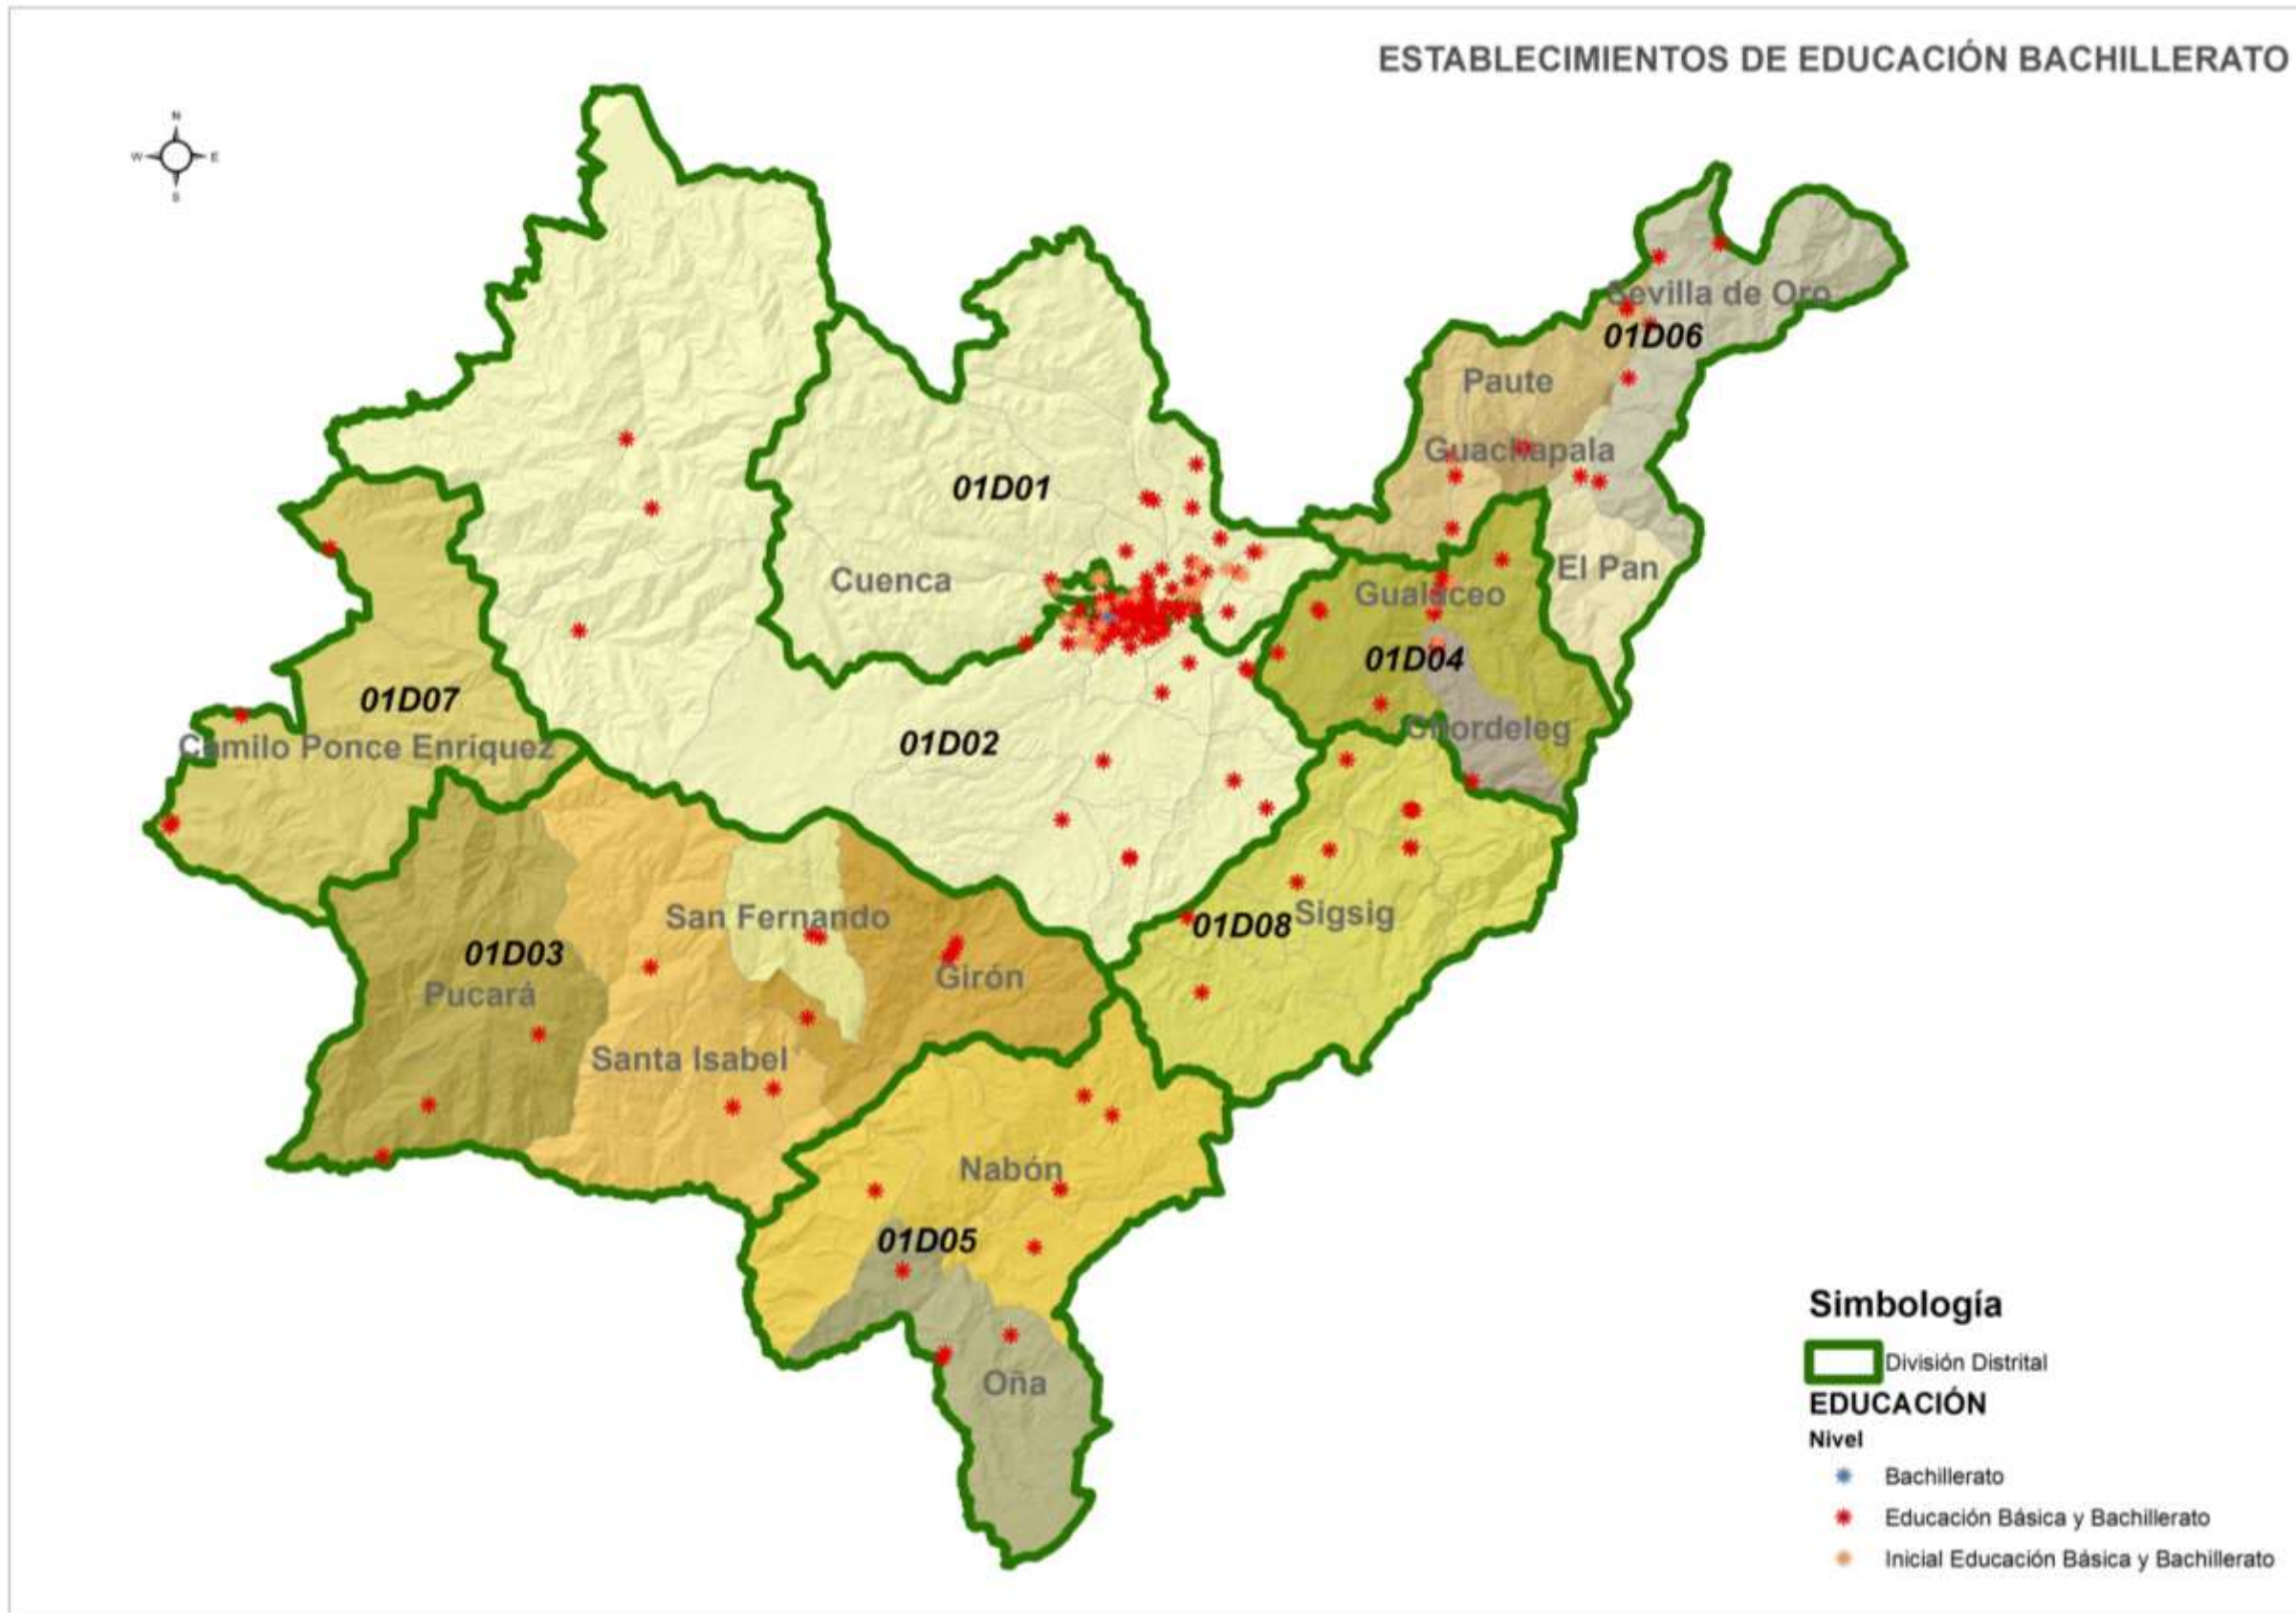 ESTABLECIMIENTOS DE EDUCACIÓN BACHILLERATO
N
W E
S
Sevilla de Oro
01D06
Paute
Guachapala
01D01
El Pan
Cuenca
Gualaceo
01D04
01D07
Chordeleg
01D02
Camilo Ponce Enríquez
San Fernando
Sigsig
01D08
01D03
Girón
Pucará
Santa Isabel
Nabón
01D05
Oña
Simbología
División Distrital
EDUCACIÓN
Nivel
Bachillerato
Educación Básica y Bachillerato
Inicial Educación Básica y Bachillerato